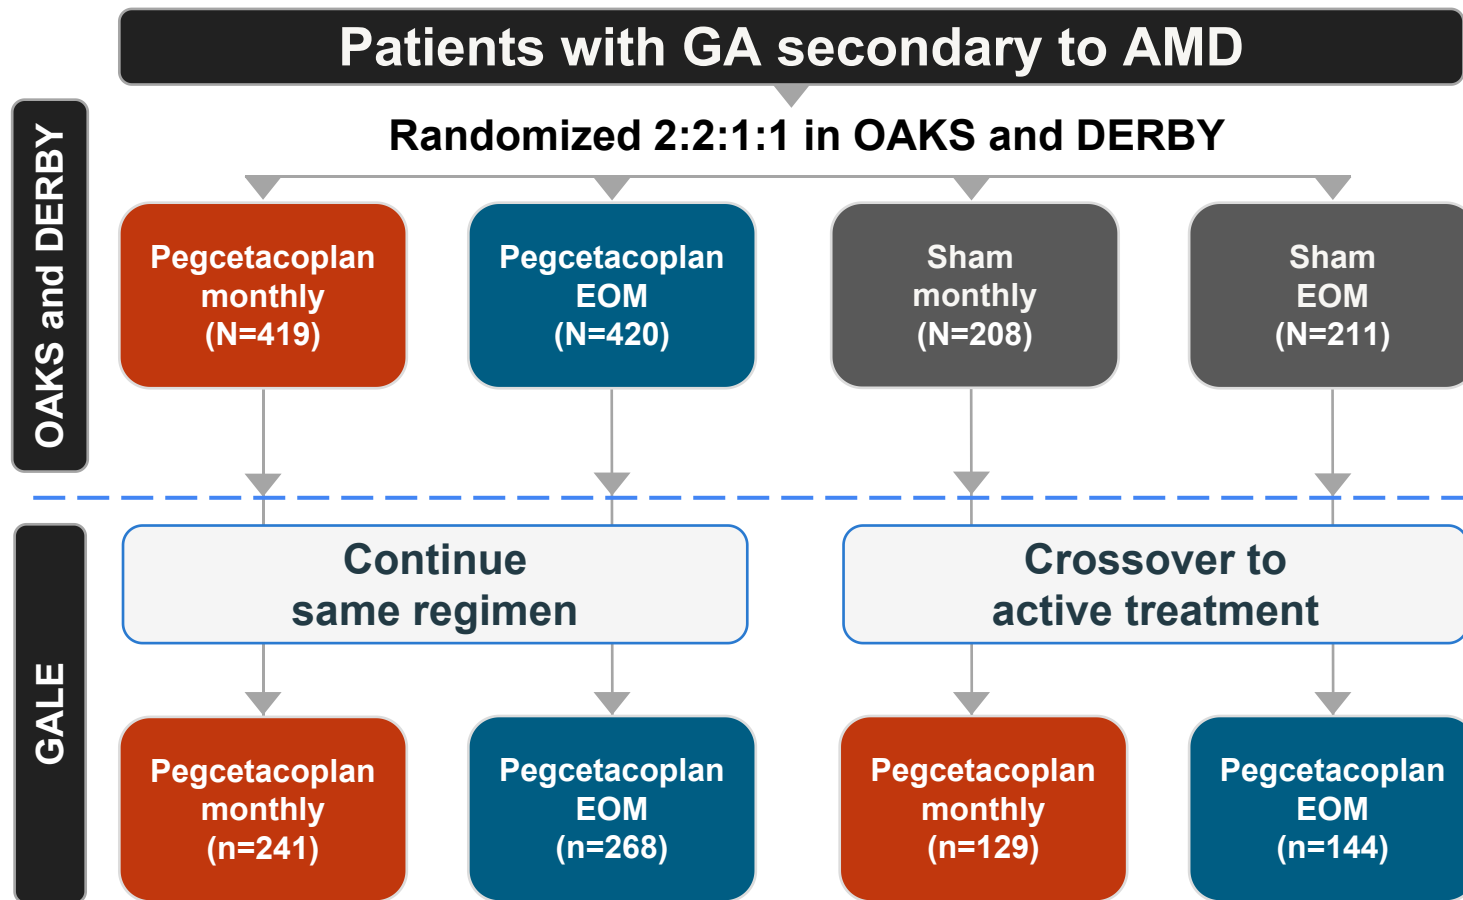 Patients with GA secondary to AMD
OAKS and DERBY
Randomized 2:2:1:1 in OAKS and DERBY
Pegcetacoplan
monthly
(N=419)
Pegcetacoplan
EOM
(N=420)
Sham
monthly
(N=208)
Sham
EOM
(N=211)
GALE
Continue
same regimen
Crossover to
active treatment
Pegcetacoplan
monthly
(n=241)
Pegcetacoplan
EOM
(n=268)
Pegcetacoplan
monthly
(n=129)
Pegcetacoplan
EOM
(n=144)